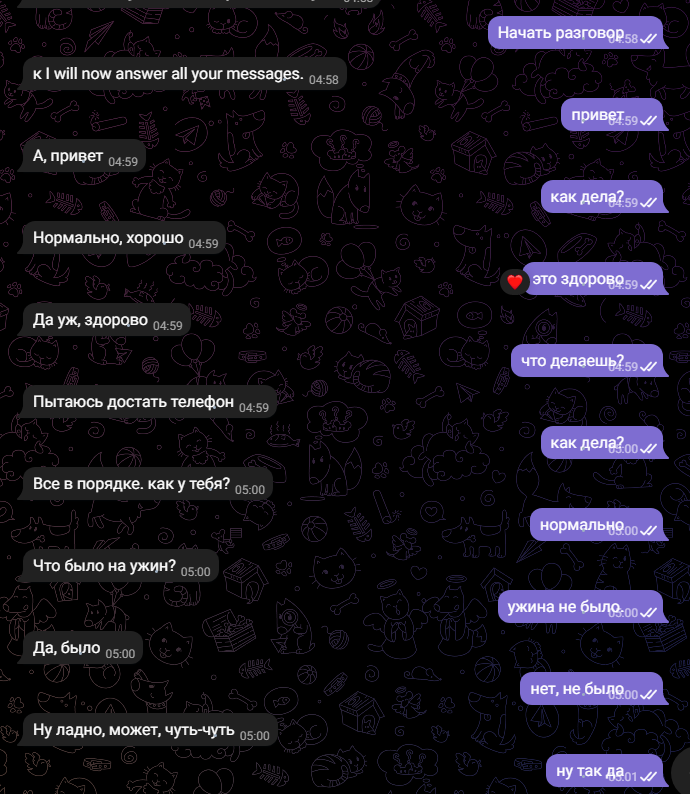 Начать разговор 04:58
к I will now answer all your messages. 04:58
привет 04:59
А, привет 04:59
как дела? 04:59
Нормально, хорошо 04:59
это здорово 04:59
Да уж, здорово 04:59
что делаешь? 04:59
Пытаюсь достать телефон 04:59
как дела? 05:00
Все в порядке. как у тебя? 05:00
нормально 05:00
Что было на ужин? 05:00
ужина не было 05:00
Да, было 05:00
нет, не было 05:00
Ну ладно, может, чуть-чуть 05:00
ну так да 05:01